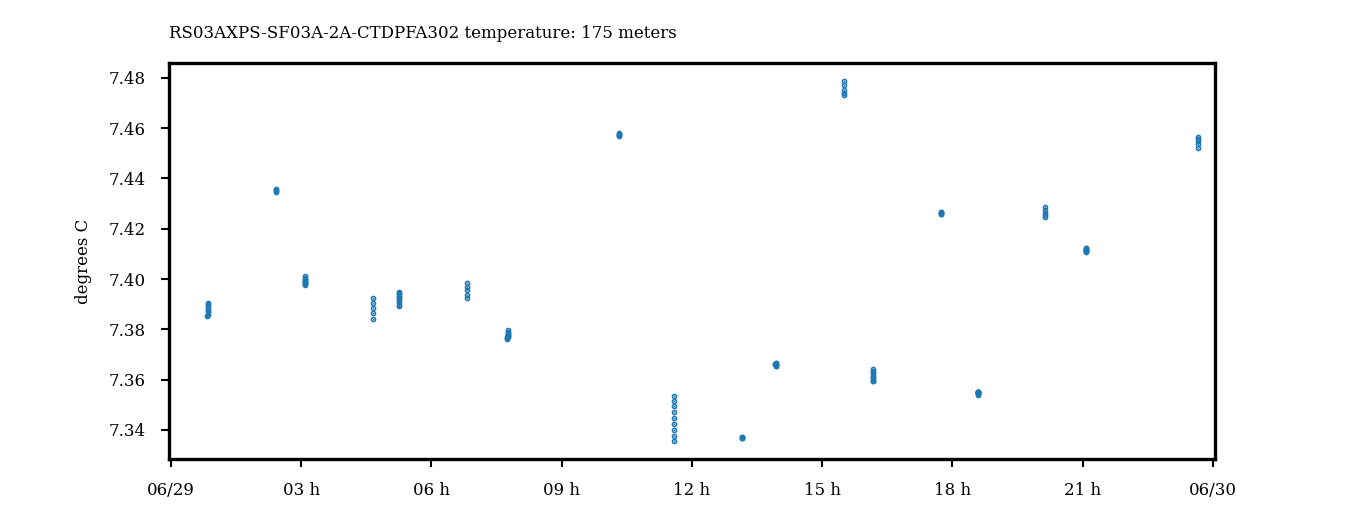 RS03AXPS-SF03A-2A-CTDPFA302 temperature: 175 meters
7.48
7.46
7.44
7.42
7.40
7.38
7.36
7.34
degrees C
06/29 03 h 06 h 09 h 12 h 15 h 18 h 21 h 06/30